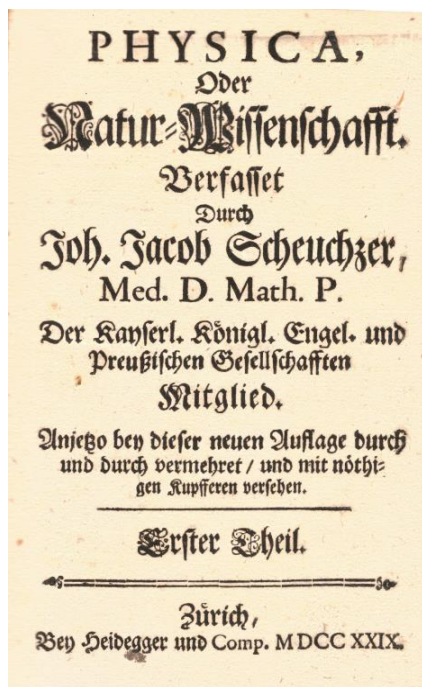 PHYSICA,
Oder
Natur-Wissenschafft.
Verfasset
Durch
Joh. Jacob Scheuchzer,
Med. D. Math. P.
Der Kayserl. Königl. Engel. und
Preußischen Gesellschafften
Mitglied.
Anjetzo bey dieser neuen Auflage durch
und durch vermehret / und mit nöthi-
gen Kupfferen versehen.
Erster Theil.
Zürich,
Bey Heidegger und Comp. MDCC XXIX.